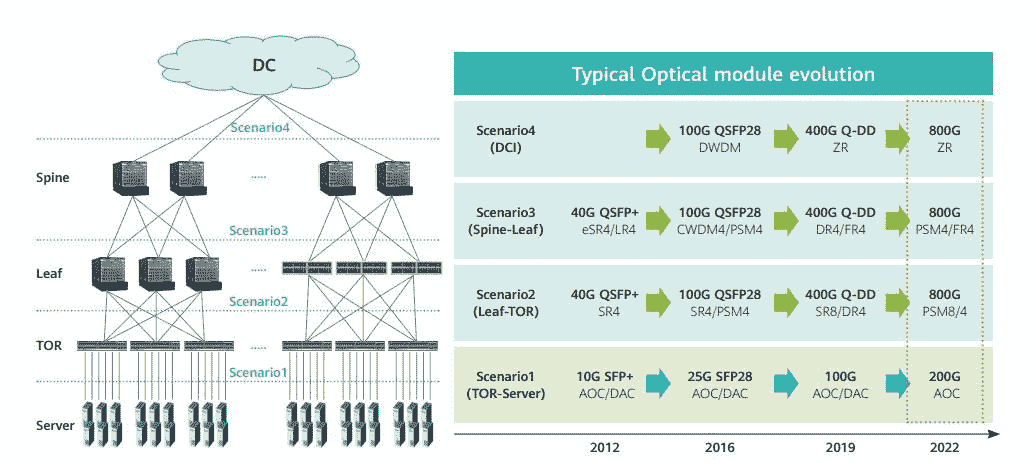 DC
Scenario4
Spine
.....
Scenario3
Leaf
.....
Scenario2
TOR
.....
Scenario1
Server
.....
Typical Optical module evolution
Scenario4 100G QSFP28 400G Q-DD 800G
(DCI) DWDM ZR ZR
Scenario3 40G QSFP+ 100G QSFP28 400G Q-DD 800G
(Spine-Leaf) eSR4/LR4 CWDM4/PSM4 DR4/FR4 PSM4/FR4
Scenario2 40G QSFP+ 100G QSFP28 400G Q-DD 800G
(Leaf-TOR) SR4 SR4/PSM4 SR8/DR4 PSM8/4
Scenario1 10G SFP+ 25G SFP28 100G 200G
(TOR-Server) AOC/DAC AOC/DAC AOC/DAC AOC
2012 2016 2019 2022